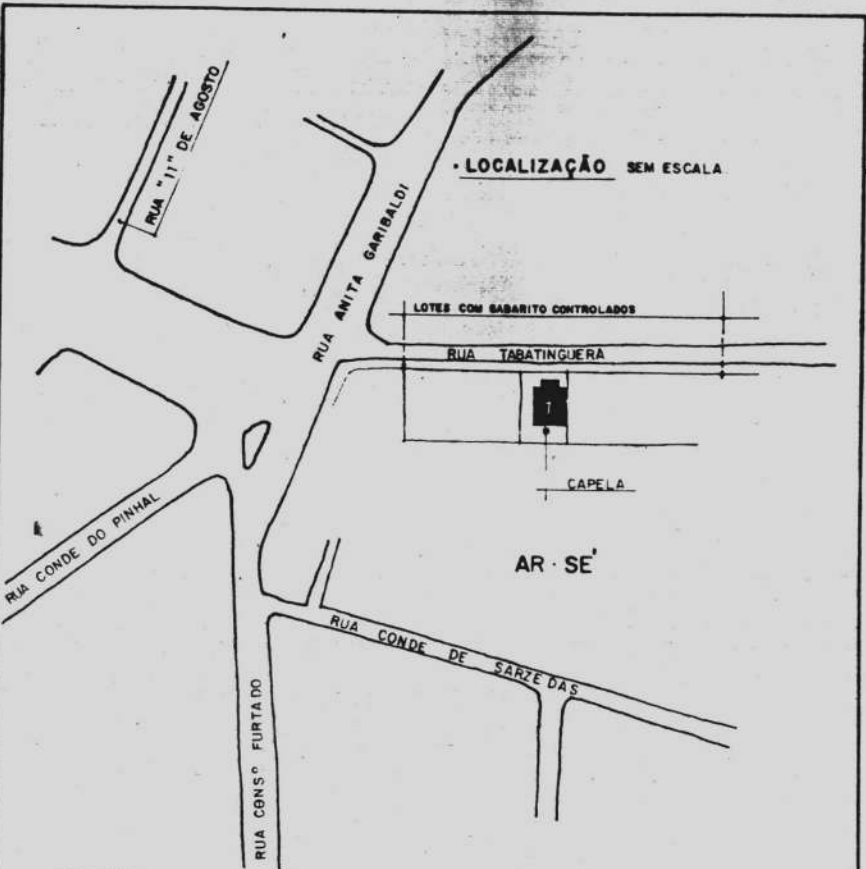 RUA "11" DE AGOSTO
· LOCALIZAÇÃO SEM ESCALA
RUA ANITA GARIBALDI
LOTES COM GABARITO CONTROLADOS
RUA TABATINGUERA
1
CAPELA
RUA CONDE DO PINHAL
AR · SÉ
RUA CONDE DE SARZEDAS
RUA CONSº FURTADO